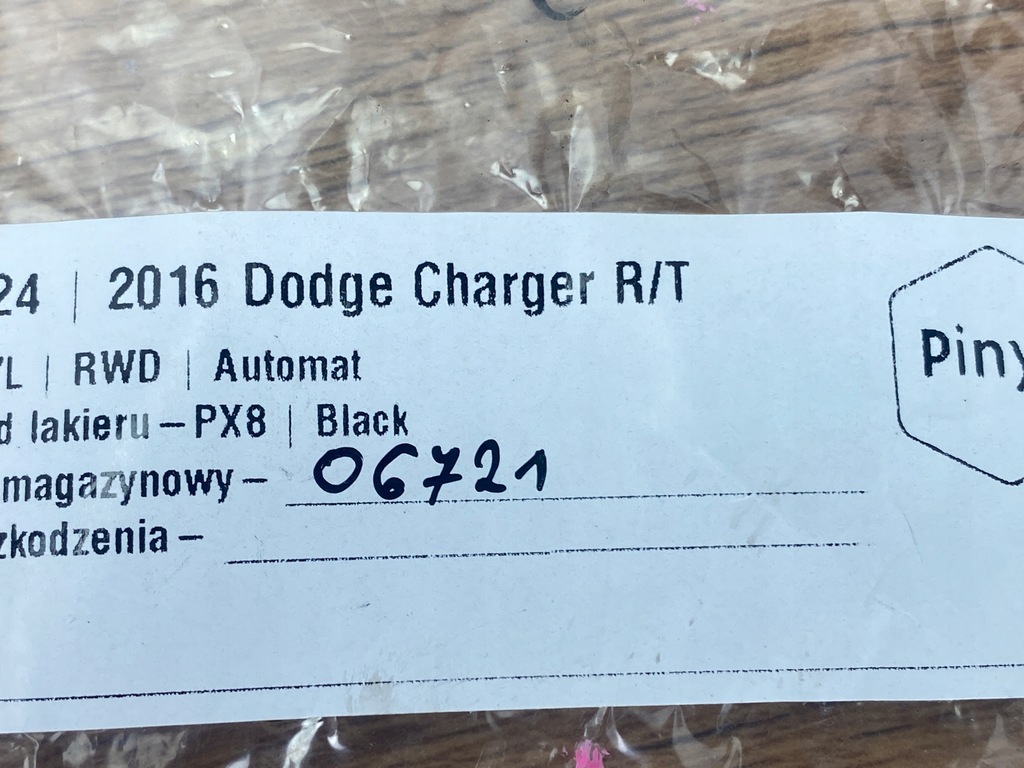 24 | 2016 Dodge Charger R/T
L | RWD | Automat
d lakieru – PX8 | Black
magazynowy – 06721
zkodzenia –
Piny